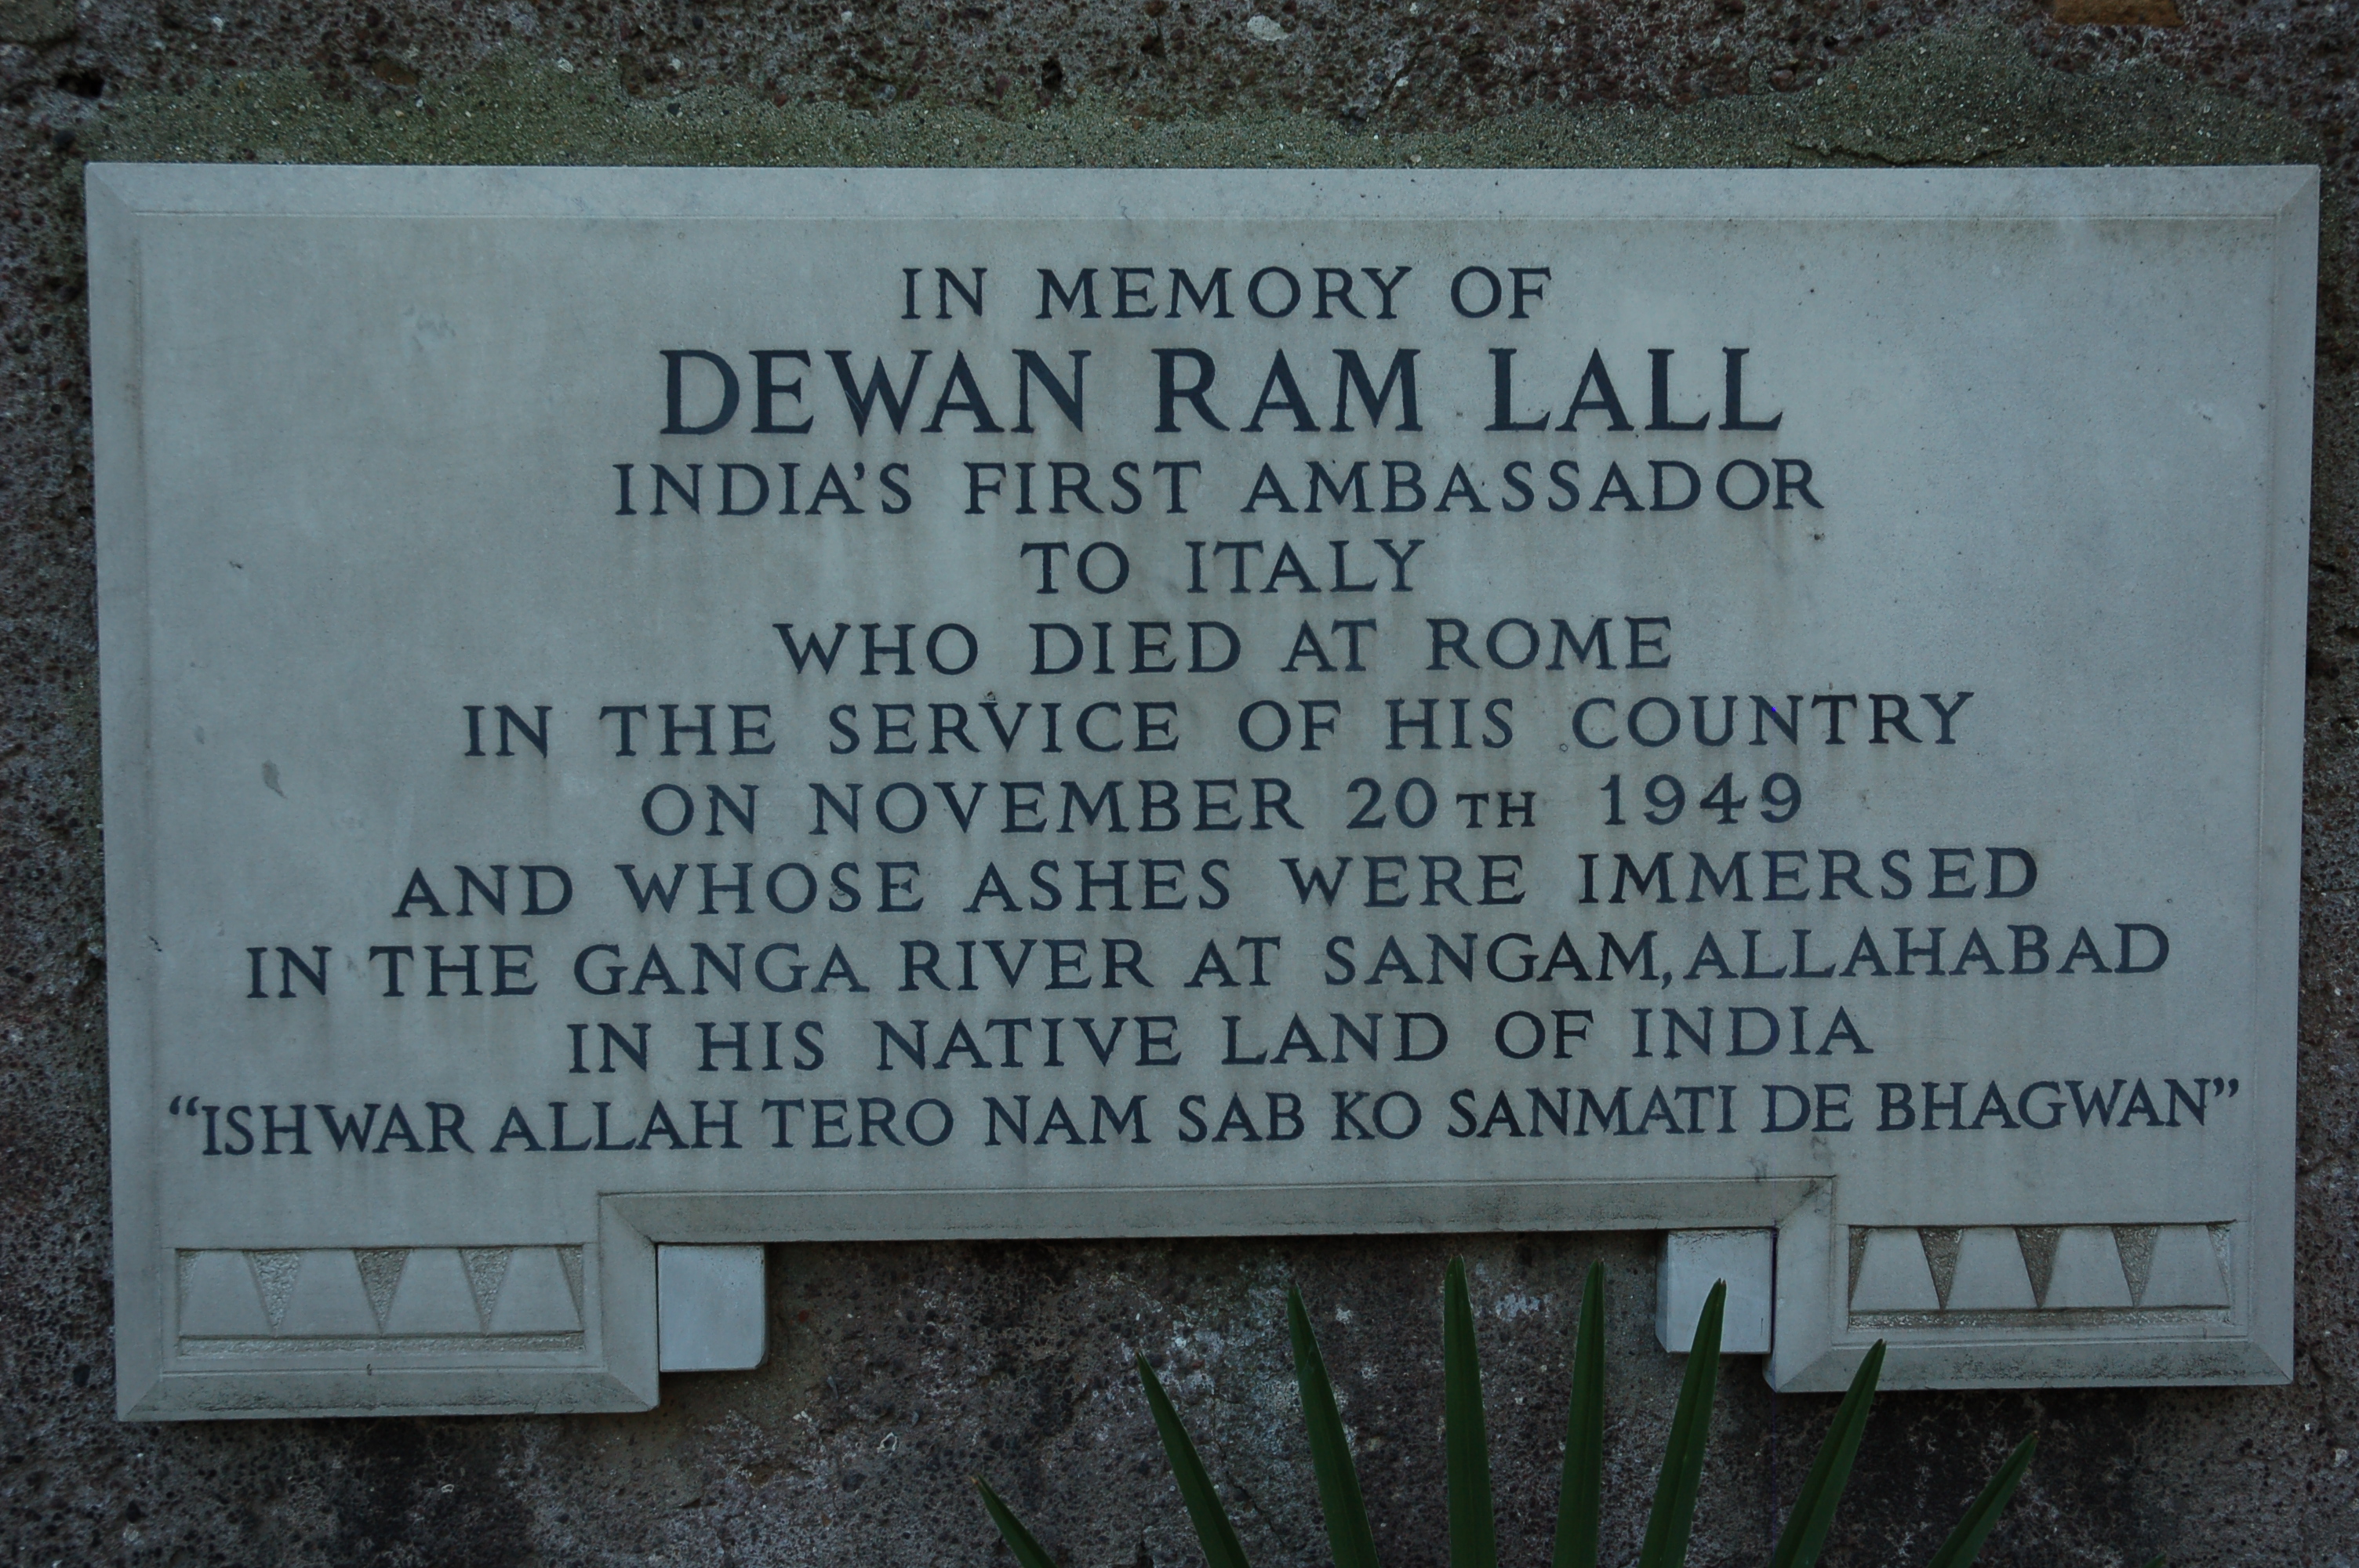 IN MEMORY OF
DEWAN RAM LALL
INDIA'S FIRST AMBASSADOR
TO ITALY
WHO DIED AT ROME
IN THE SERVICE OF HIS COUNTRY
ON NOVEMBER 20TH 1949
AND WHOSE ASHES WERE IMMERSED
IN THE GANGA RIVER AT SANGAM, ALLAHABAD
IN HIS NATIVE LAND OF INDIA
“ISHWAR ALLAH TERO NAM SAB KO SANMATI DE BHAGWAN”